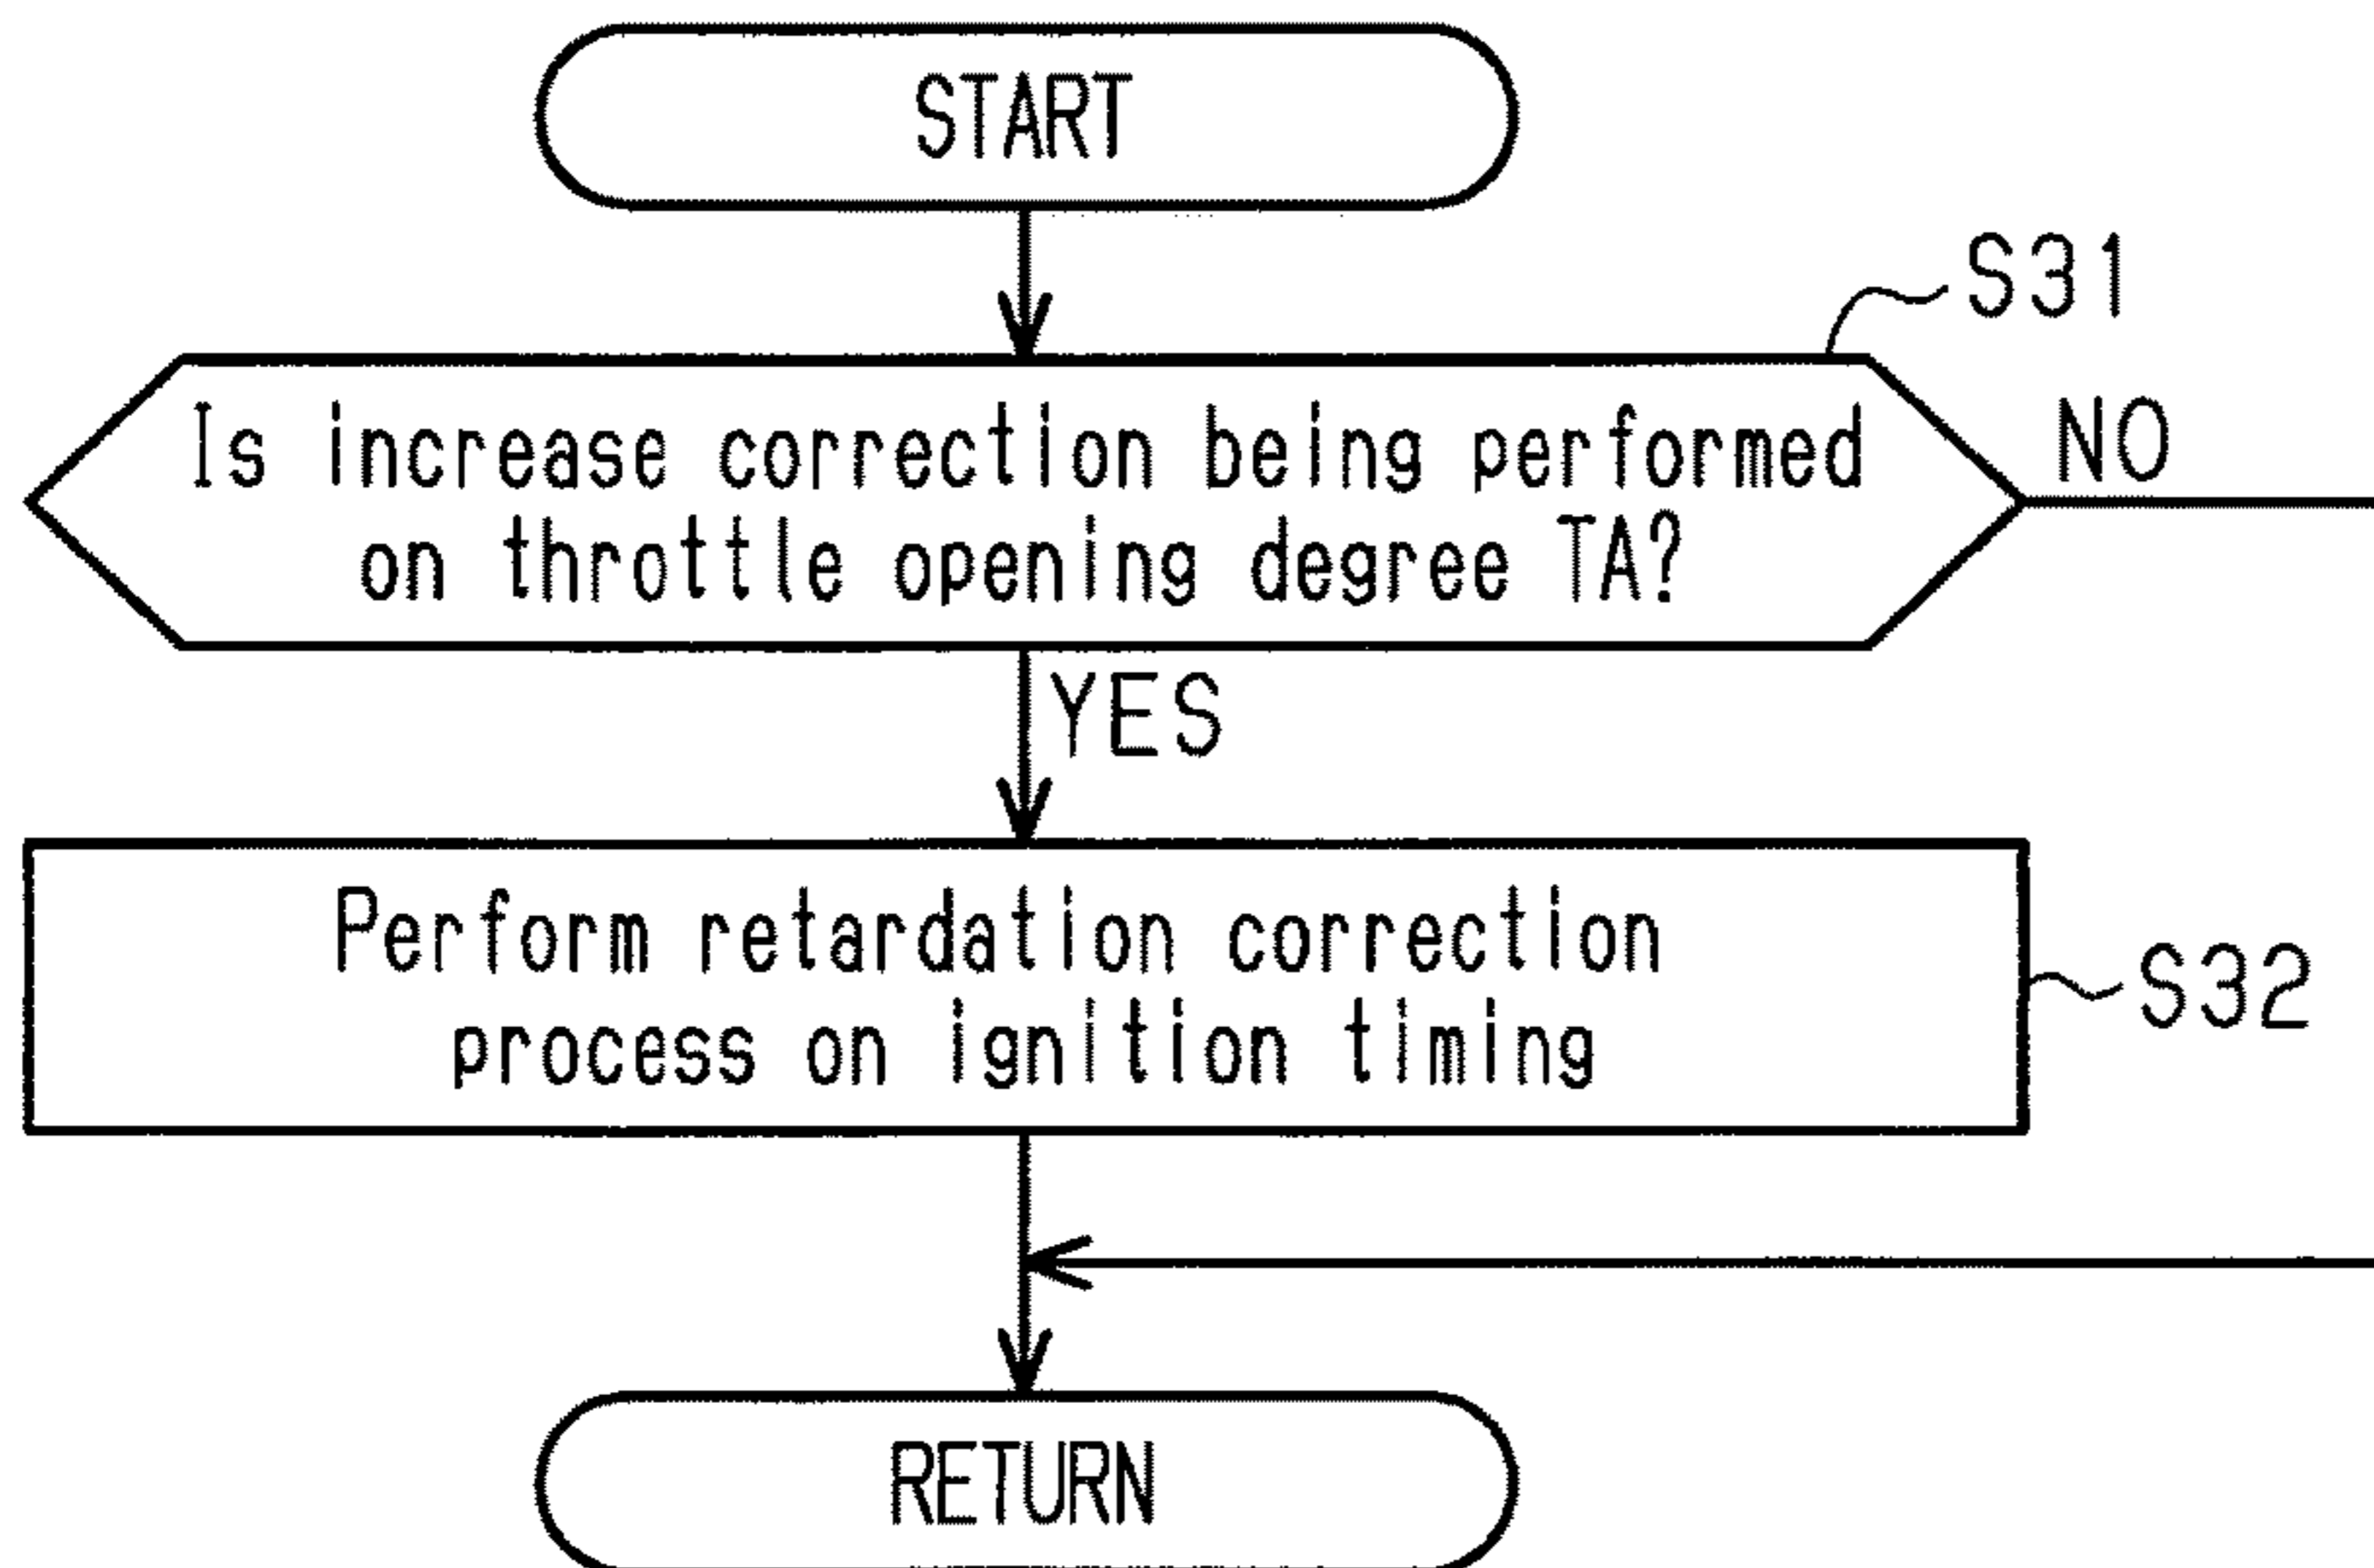 START
S31
Is increase correction being performed
on throttle opening degree TA?
NO
YES
Perform retardation correction
process on ignition timing
S32
RETURN